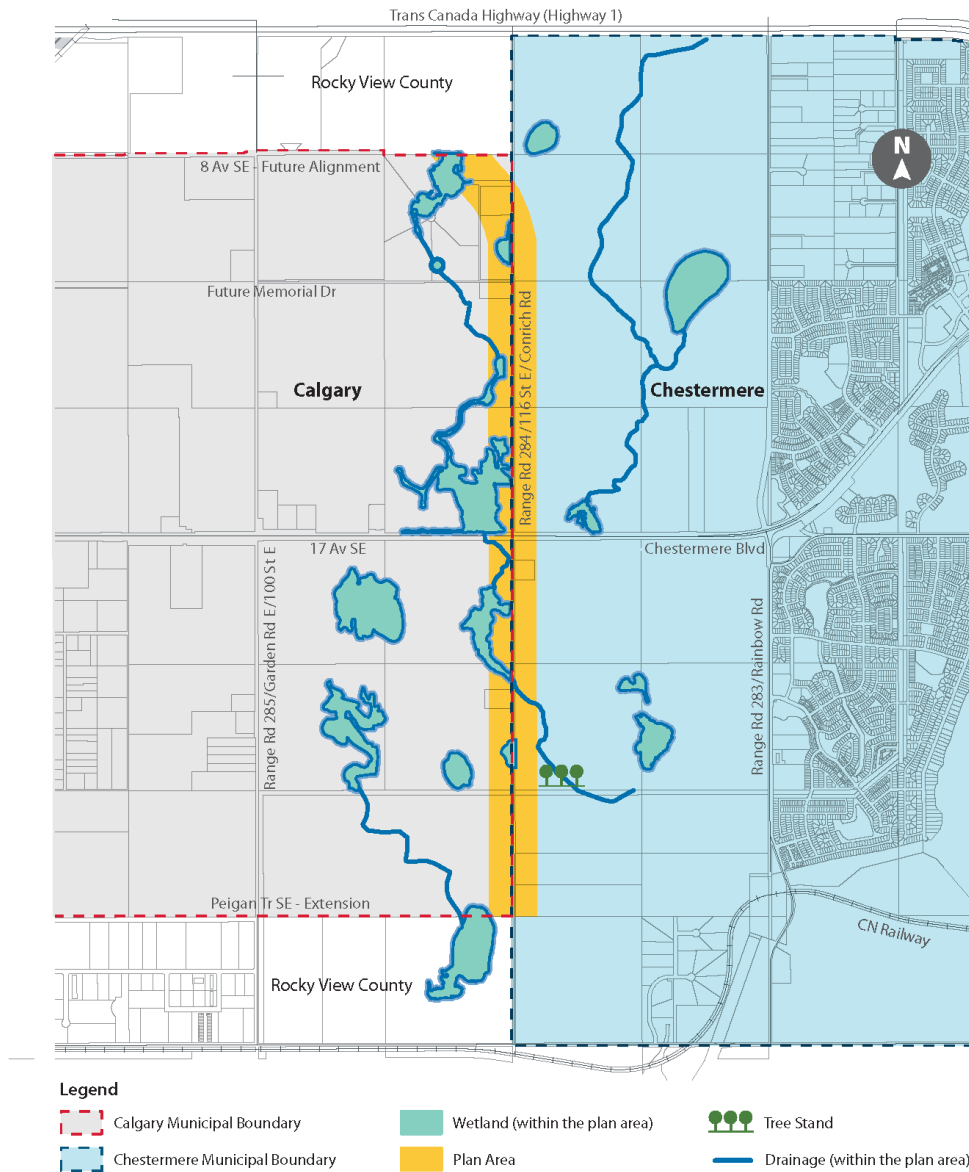 Trans Canada Highway (Highway 1)
Rocky View County
N
8 Av SE - Future Alignment
Future Memorial Dr
Calgary
Range Rd 284/116 St E/ Conrich Rd
Chestermere
17 Av SE
Chestermere Blvd
Range Rd 285/Garden Rd E/100 St E
Range Rd 283/Rainbow Rd
Peigan Tr SE - Extension
CN Railway
Rocky View County
Legend
Calgary Municipal Boundary
Wetland (within the plan area)
Tree Stand
Chestermere Municipal Boundary
Plan Area
Drainage (within the plan area)